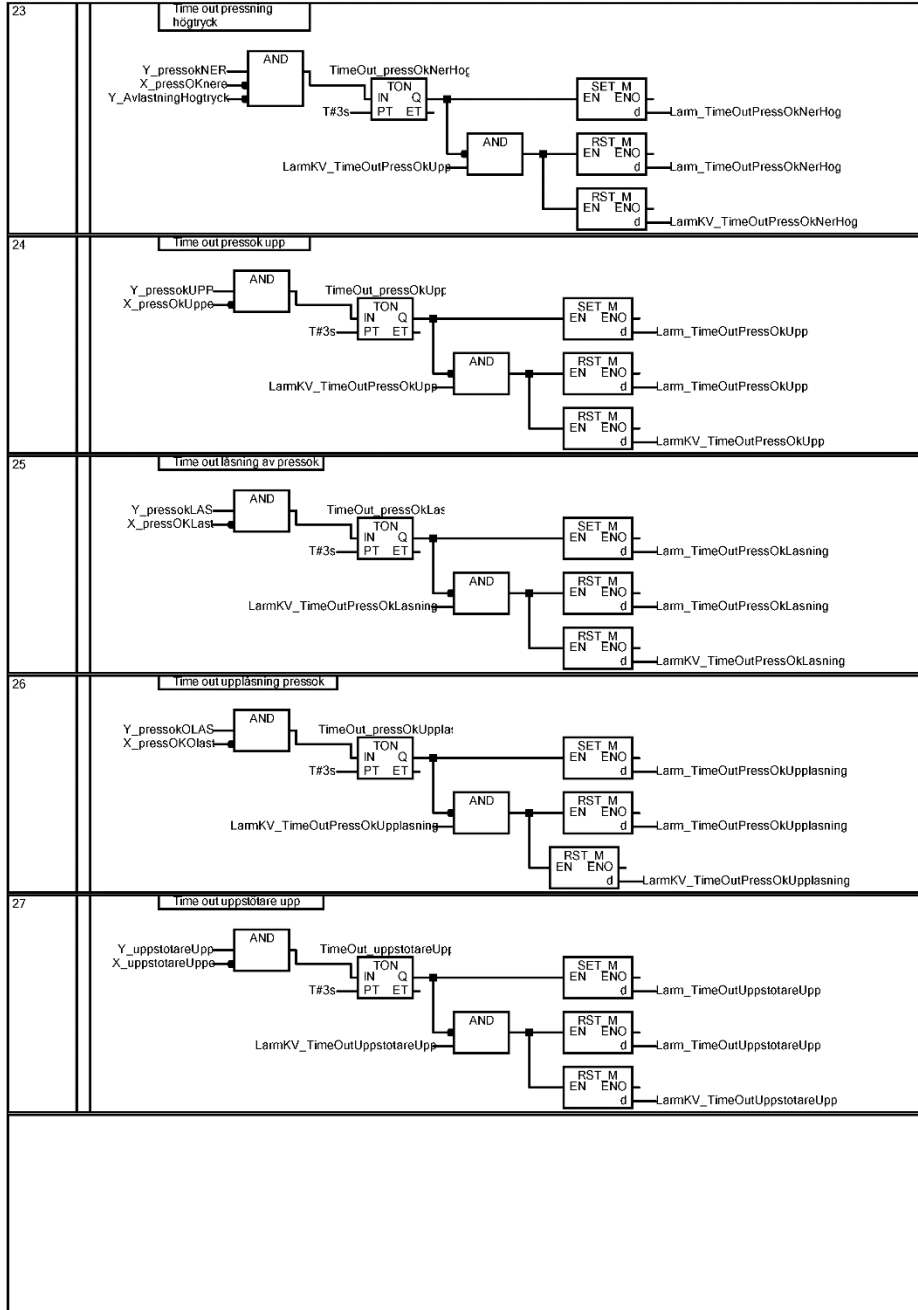 23
Time out pressning
högtryck
AND
Y_pressokNER
X_pressOKnere
Y_AvlastningHogtryck
TimeOut_pressOkNerHog
TON
IN Q
T#3s PT ET
SET_M
EN ENO
d Larm_TimeOutPressOkNerHog
AND
LarmKV_TimeOutPressOkUpp
RST_M
EN ENO
d Larm_TimeOutPressOkNerHog
RST_M
EN ENO
d LarmKV_TimeOutPressOkNerHog
24
Time out pressok upp
AND
Y_pressokUPP
X_pressOkUppe
TimeOut_pressOkUpp
TON
IN Q
T#3s PT ET
SET_M
EN ENO
d Larm_TimeOutPressOkUpp
AND
LarmKV_TimeOutPressOkUpp
RST_M
EN ENO
d Larm_TimeOutPressOkUpp
RST_M
EN ENO
d LarmKV_TimeOutPressOkUpp
25
Time out låsning av pressok
AND
Y_pressokLAS
X_pressOKLast
TimeOut_pressOkLas
TON
IN Q
T#3s PT ET
SET_M
EN ENO
d Larm_TimeOutPressOkLasning
AND
LarmKV_TimeOutPressOkLasning
RST_M
EN ENO
d Larm_TimeOutPressOkLasning
RST_M
EN ENO
d LarmKV_TimeOutPressOkLasning
26
Time out upplåsning pressok
AND
Y_pressokOLAS
X_pressOKOlast
TimeOut_pressOkUpplas
TON
IN Q
T#3s PT ET
SET_M
EN ENO
d Larm_TimeOutPressOkUpplasning
AND
LarmKV_TimeOutPressOkUpplasning
RST_M
EN ENO
d Larm_TimeOutPressOkUpplasning
RST_M
EN ENO
d LarmKV_TimeOutPressOkUpplasning
27
Time out uppstötare upp
AND
Y_uppstotareUpp
X_uppstotareUppe
TimeOut_uppstotareUpp
TON
IN Q
T#3s PT ET
SET_M
EN ENO
d Larm_TimeOutUppstotareUpp
AND
LarmKV_TimeOutUppstotareUpp
RST_M
EN ENO
d Larm_TimeOutUppstotareUpp
RST_M
EN ENO
d LarmKV_TimeOutUppstotareUpp